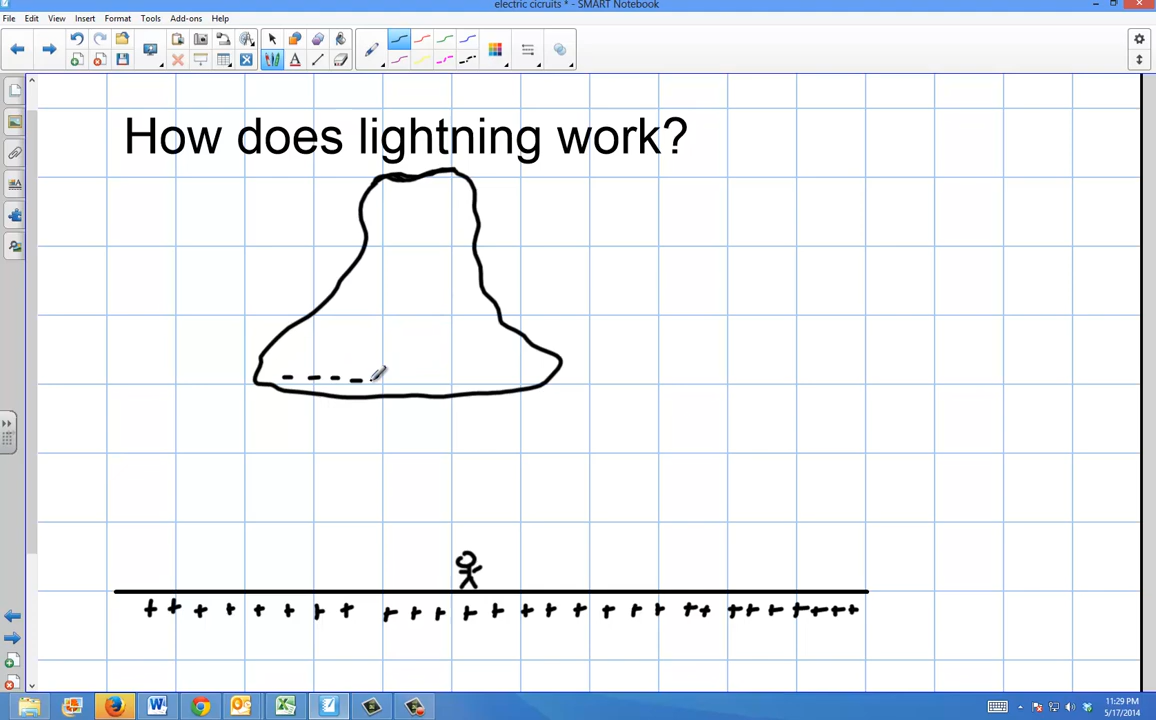 electric cicruits * - SMART Notebook
File Edit View Insert Format Tools Add-ons Help
How does lightning work?
- - - - -
+ + + + + + + + + + + + + + + + + + + + + + + + + + +
11:29 PM
5/17/2014